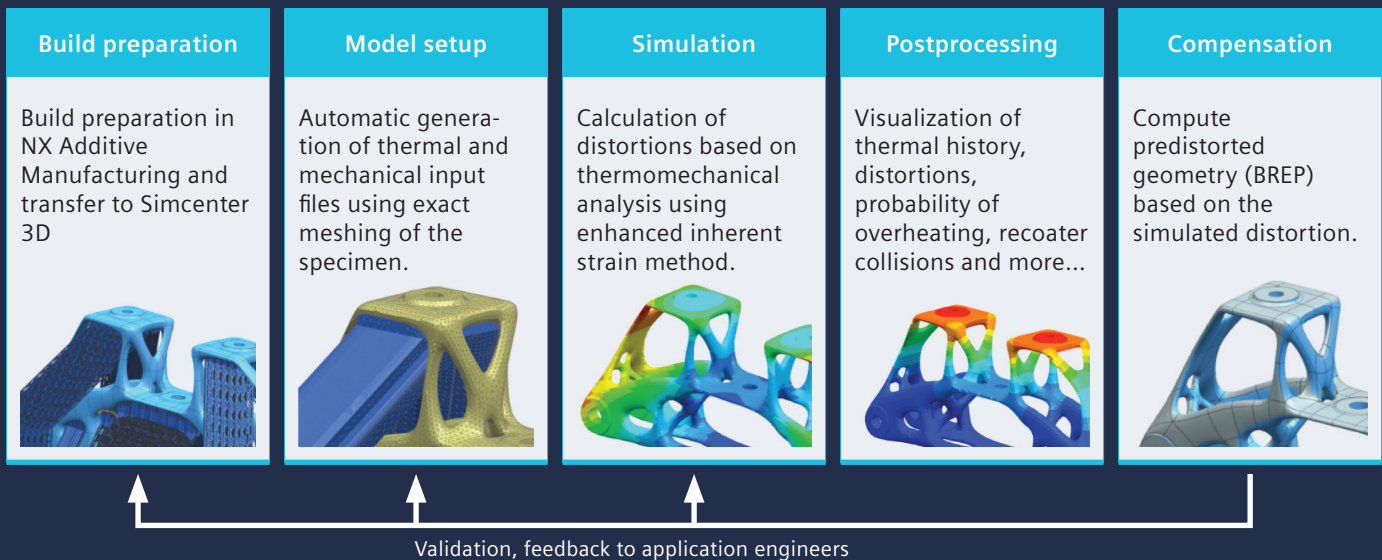 Build preparation
Build preparation in
NX Additive
Manufacturing and
transfer to Simcenter
3D
Model setup
Automatic genera-
tion of thermal and
mechanical input
files using exact
meshing of the
specimen.
Simulation
Calculation of
distortions based on
thermomechanical
analysis using
enhanced inherent
strain method.
Postprocessing
Visualization of
thermal history,
distortions,
probability of
overheating, recoater
collisions and more...
Compensation
Compute
predistorted
geometry (BREP)
based on the
simulated distortion.
Validation, feedback to application engineers